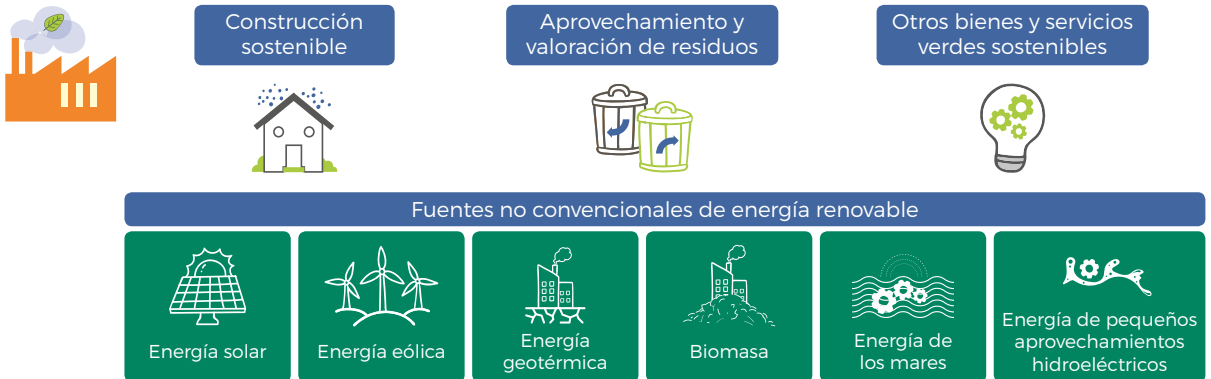 Construcción
sostenible
Aprovechamiento y
valoración de residuos
Otros bienes y servicios
verdes sostenibles
Fuentes no convencionales de energía renovable
Energía solar
Energía eólica
Energía
geotérmica
Biomasa
Energía de
los mares
Energía de pequeños
aprovechamientos
hidroeléctricos